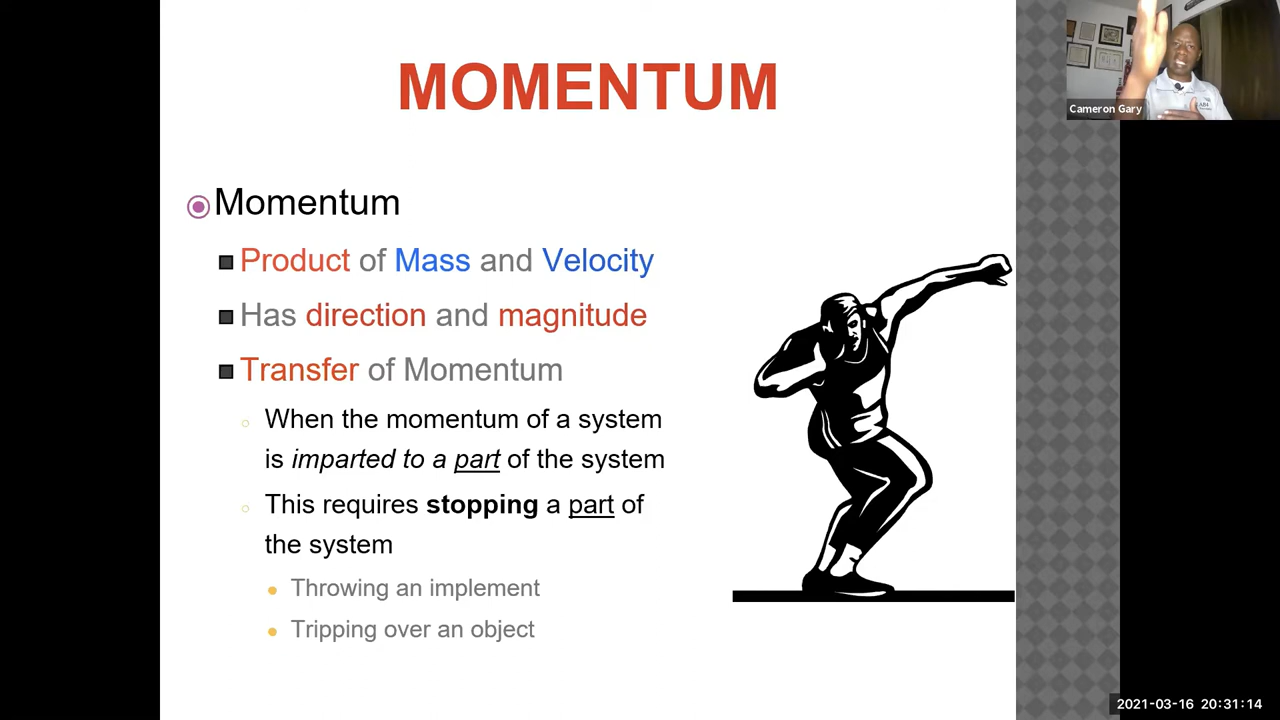 MOMENTUM
Cameron Gary
Momentum
Product of Mass and Velocity
Has direction and magnitude
Transfer of Momentum
When the momentum of a system
is imparted to a part of the system
This requires stopping a part of
the system
Throwing an implement
Tripping over an object
2021-03-16 20:31:14